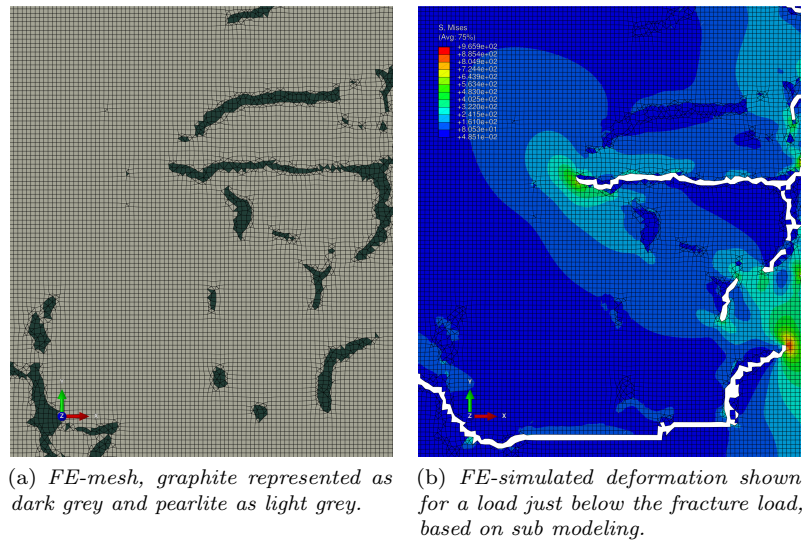 S, Mises
(Avg: 75%)
+9.659e+02
+8.854e+02
+8.049e+02
+7.244e+02
+6.439e+02
+5.634e+02
+4.830e+02
+4.025e+02
+3.220e+02
+2.415e+02
+1.610e+02
+8.053e+01
+4.851e-02
Z
Y
Z X
(a) FE-mesh, graphite represented as
dark grey and pearlite as light grey.
(b) FE-simulated deformation shown
for a load just below the fracture load,
based on sub modeling.